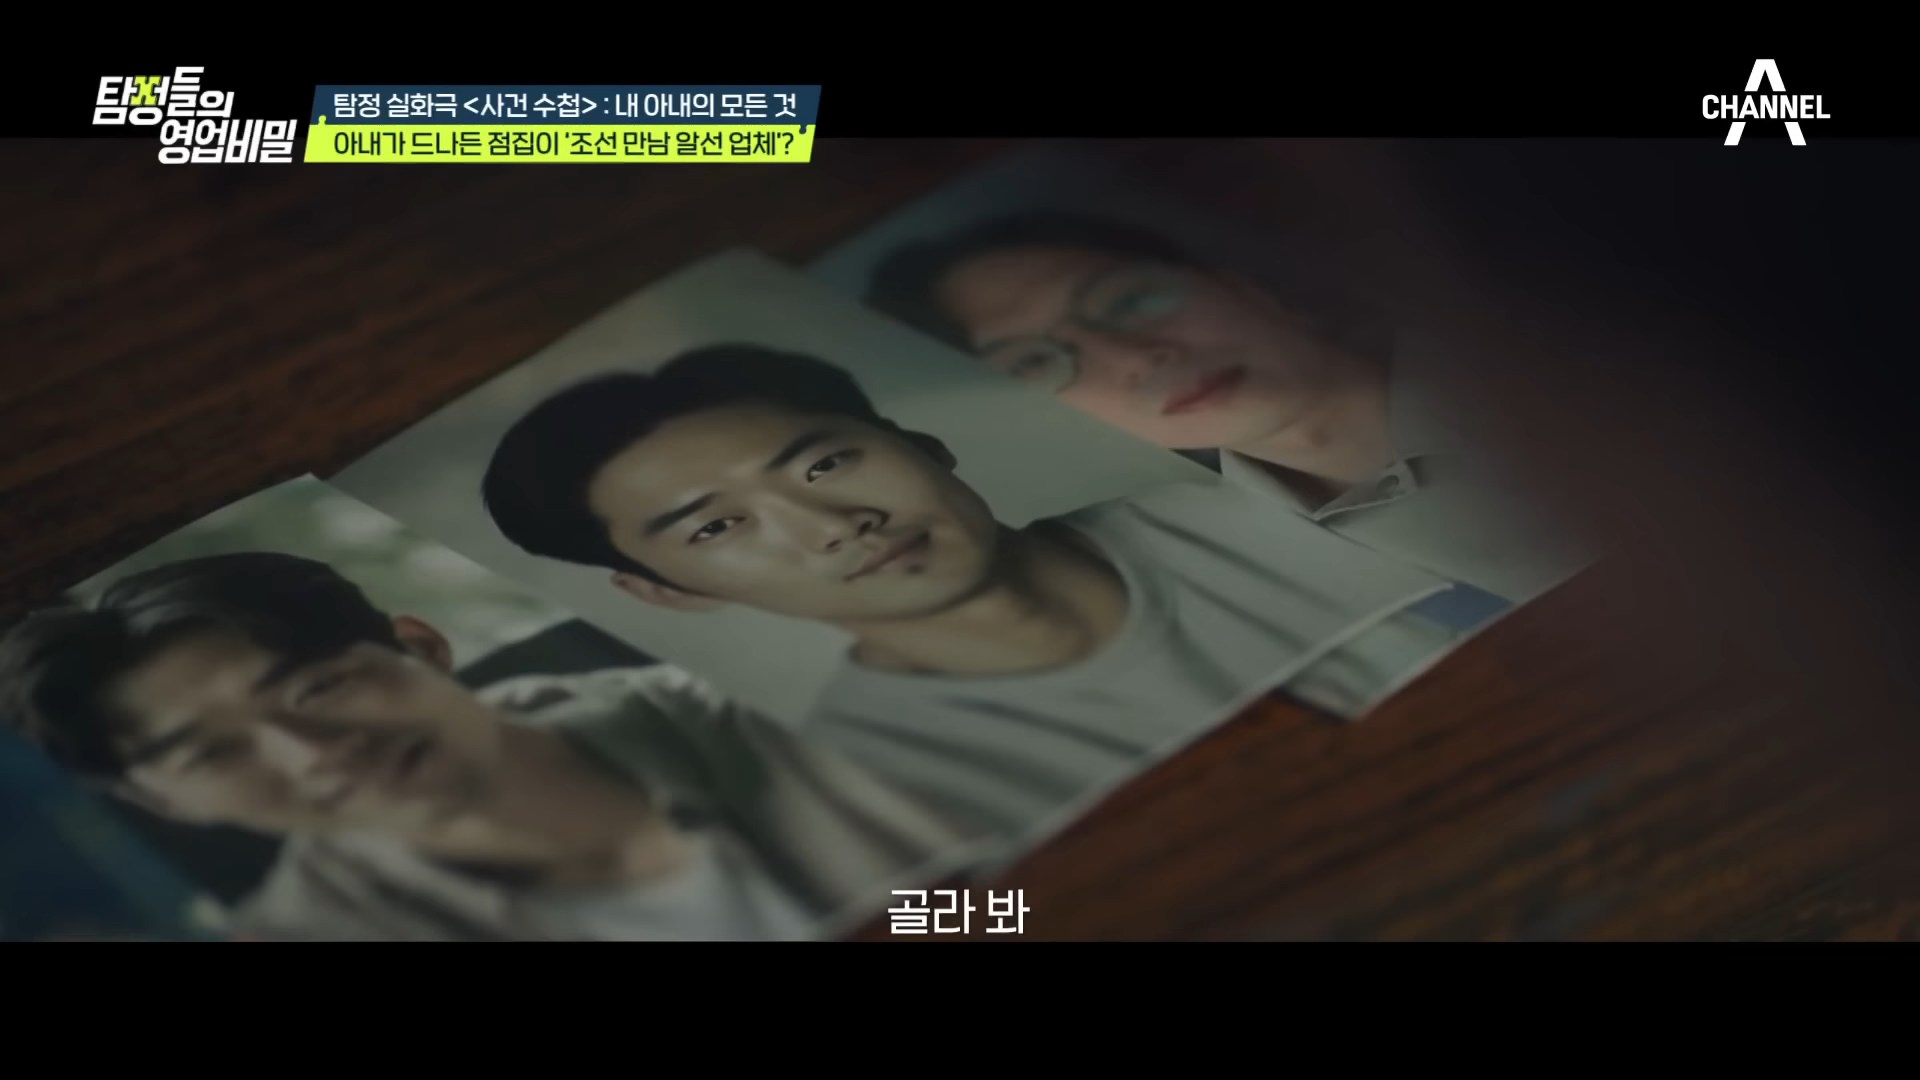 탐정들의
영업비밀
탐정 실화극 <사건 수첩> : 내 아내의 모든 것
아내가 드나든 점집이 '조선 만남 알선 업체'?
CHANNEL A
골라 봐